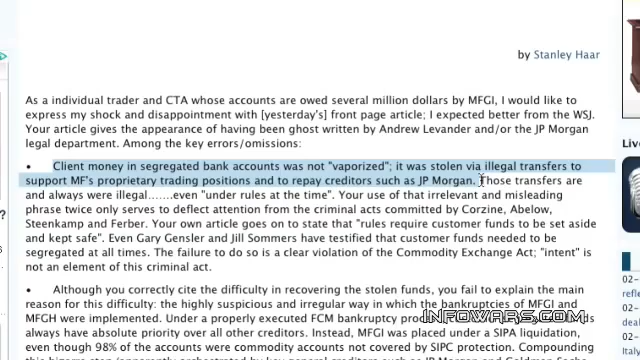 by Stanley Haar
As a individual trader and CTA whose accounts are owed several million dollars by MFGI, I would like to
express my shock and disappointment with [yesterday's] front page article; I expected better from the WSJ.
Your article gives the appearance of having been ghost written by Andrew Levander and/or the JP Morgan
legal department. Among the key errors/omissions:
• Client money in segregated bank accounts was not "vaporized"; it was stolen via illegal transfers to
support MF's proprietary trading positions and to repay creditors such as JP Morgan. Those transfers are
and always were illegal.......even "under rules at the time". Your use of that irrelevant and misleading
phrase twice only serves to deflect attention from the criminal acts committed by Corzine, Abelow,
Steenkamp and Ferber. Your own article goes on to state that "rules require customer funds to be set aside
and kept safe". Even Gary Gensler and Jill Sommers have testified that customer funds needed to be
segregated at all times. The failure to do so is a clear violation of the Commodity Exchange Act; "intent" is
not an element of this criminal act.
• Although you correctly cite the difficulty in recovering the stolen funds, you fail to explain the main
reason for this difficulty: the highly suspicious and irregular way in which the bankruptcies of MFGI and
MFGH were implemented. Under a properly executed FCM bankruptcy
always have absolute priority over all other creditors. Instead, MFGI was placed under a SIPA liquidation,
even though 98% of the accounts were commodity accounts not covered by SIPC protection. Compounding
INFOWARS.COM
Live
02-
refle
02-
deal
02-
Italy